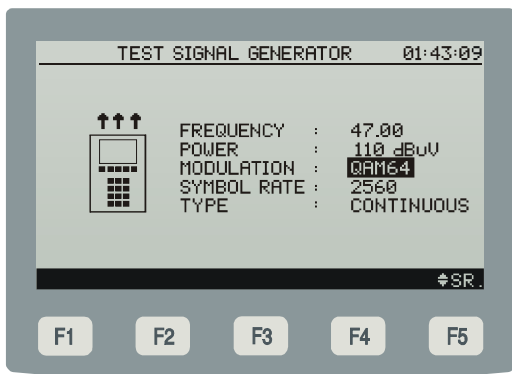 TEST SIGNAL GENERATOR 01:43:09
FREQUENCY : 47.00
POWER : 110 dBuV
MODULATION : QAM64
SYMBOL RATE : 2560
TYPE : CONTINUOUS
SR.
F1 F2 F3 F4 F5